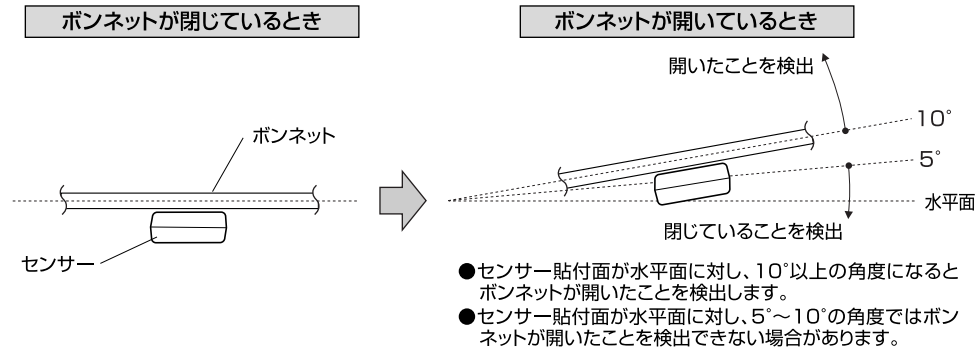 ボンネットが閉じているとき
ボンネットが開いているとき
開いたことを検出
ボンネット
10°
5°
水平面
閉じていることを検出
センサー
●センサー貼付面が水平面に対し、10°以上の角度になると
ボンネットが開いたことを検出します。
●センサー貼付面が水平面に対し、5°～10°の角度ではボン
ネットが開いたことを検出できない場合があります。